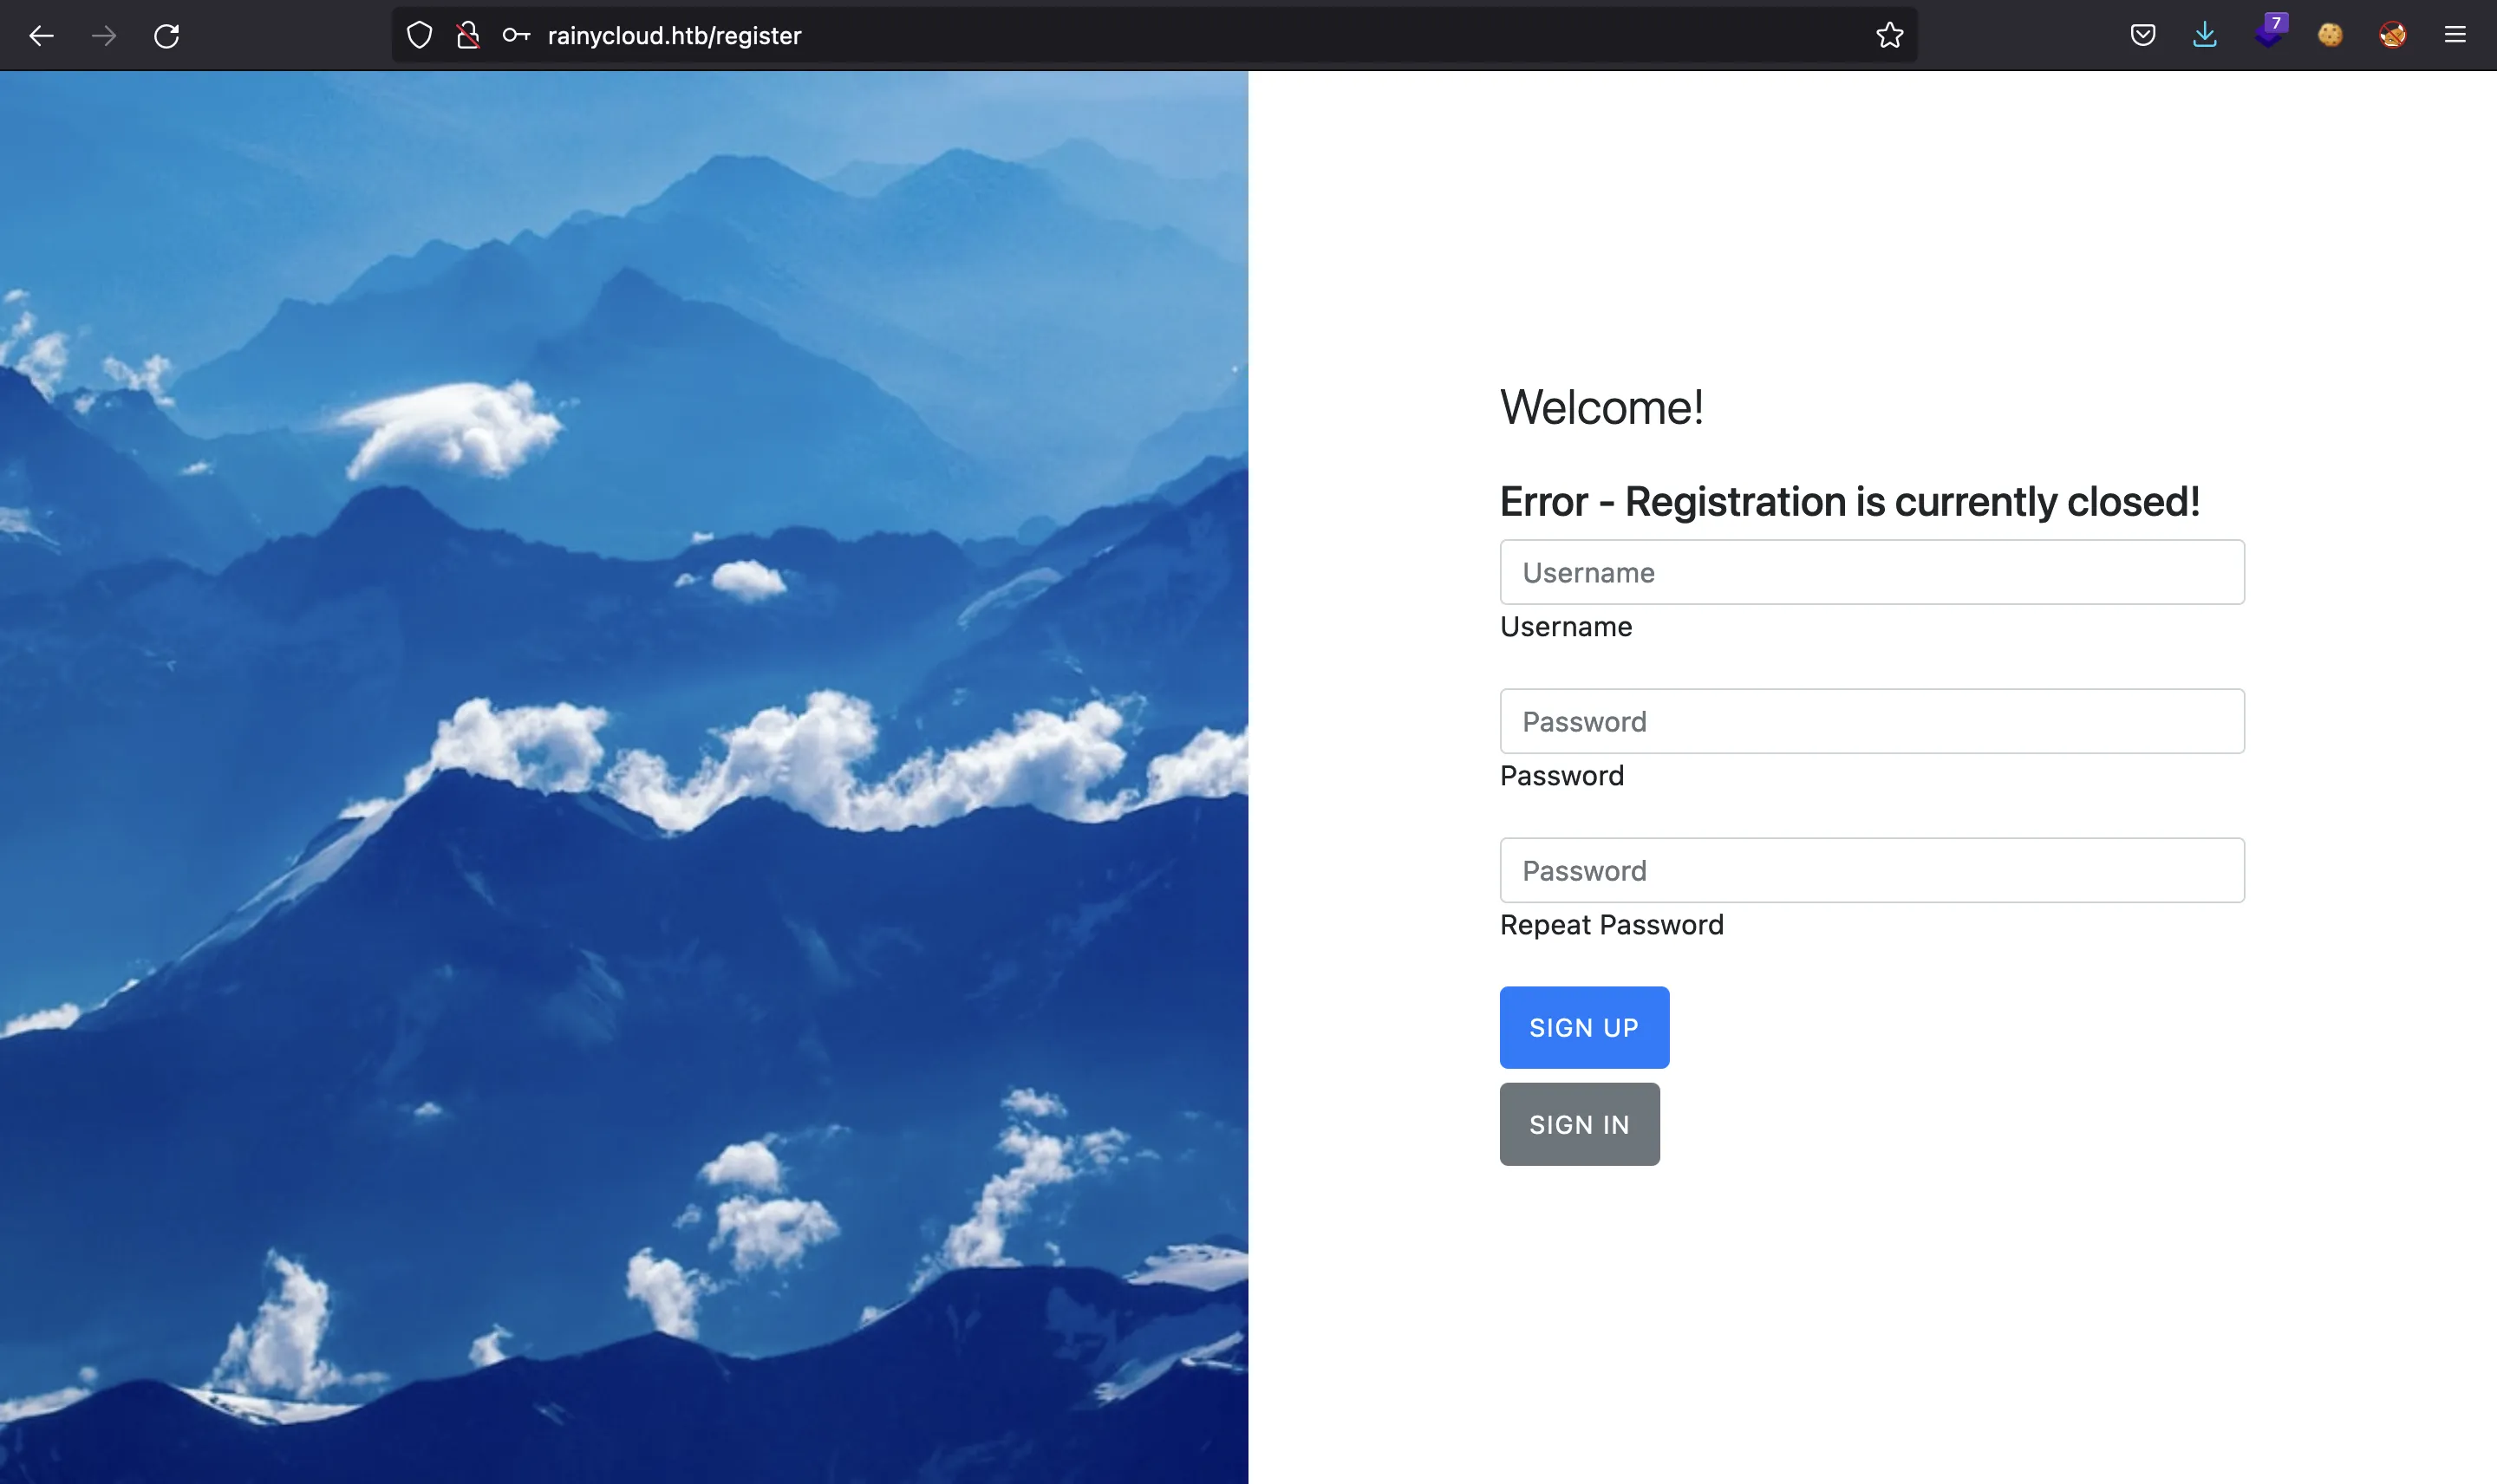 rainycloud.htb/register
7
Welcome!
Error - Registration is currently closed!
Username
Username
Password
Password
Password
Repeat Password
SIGN UP
SIGN IN